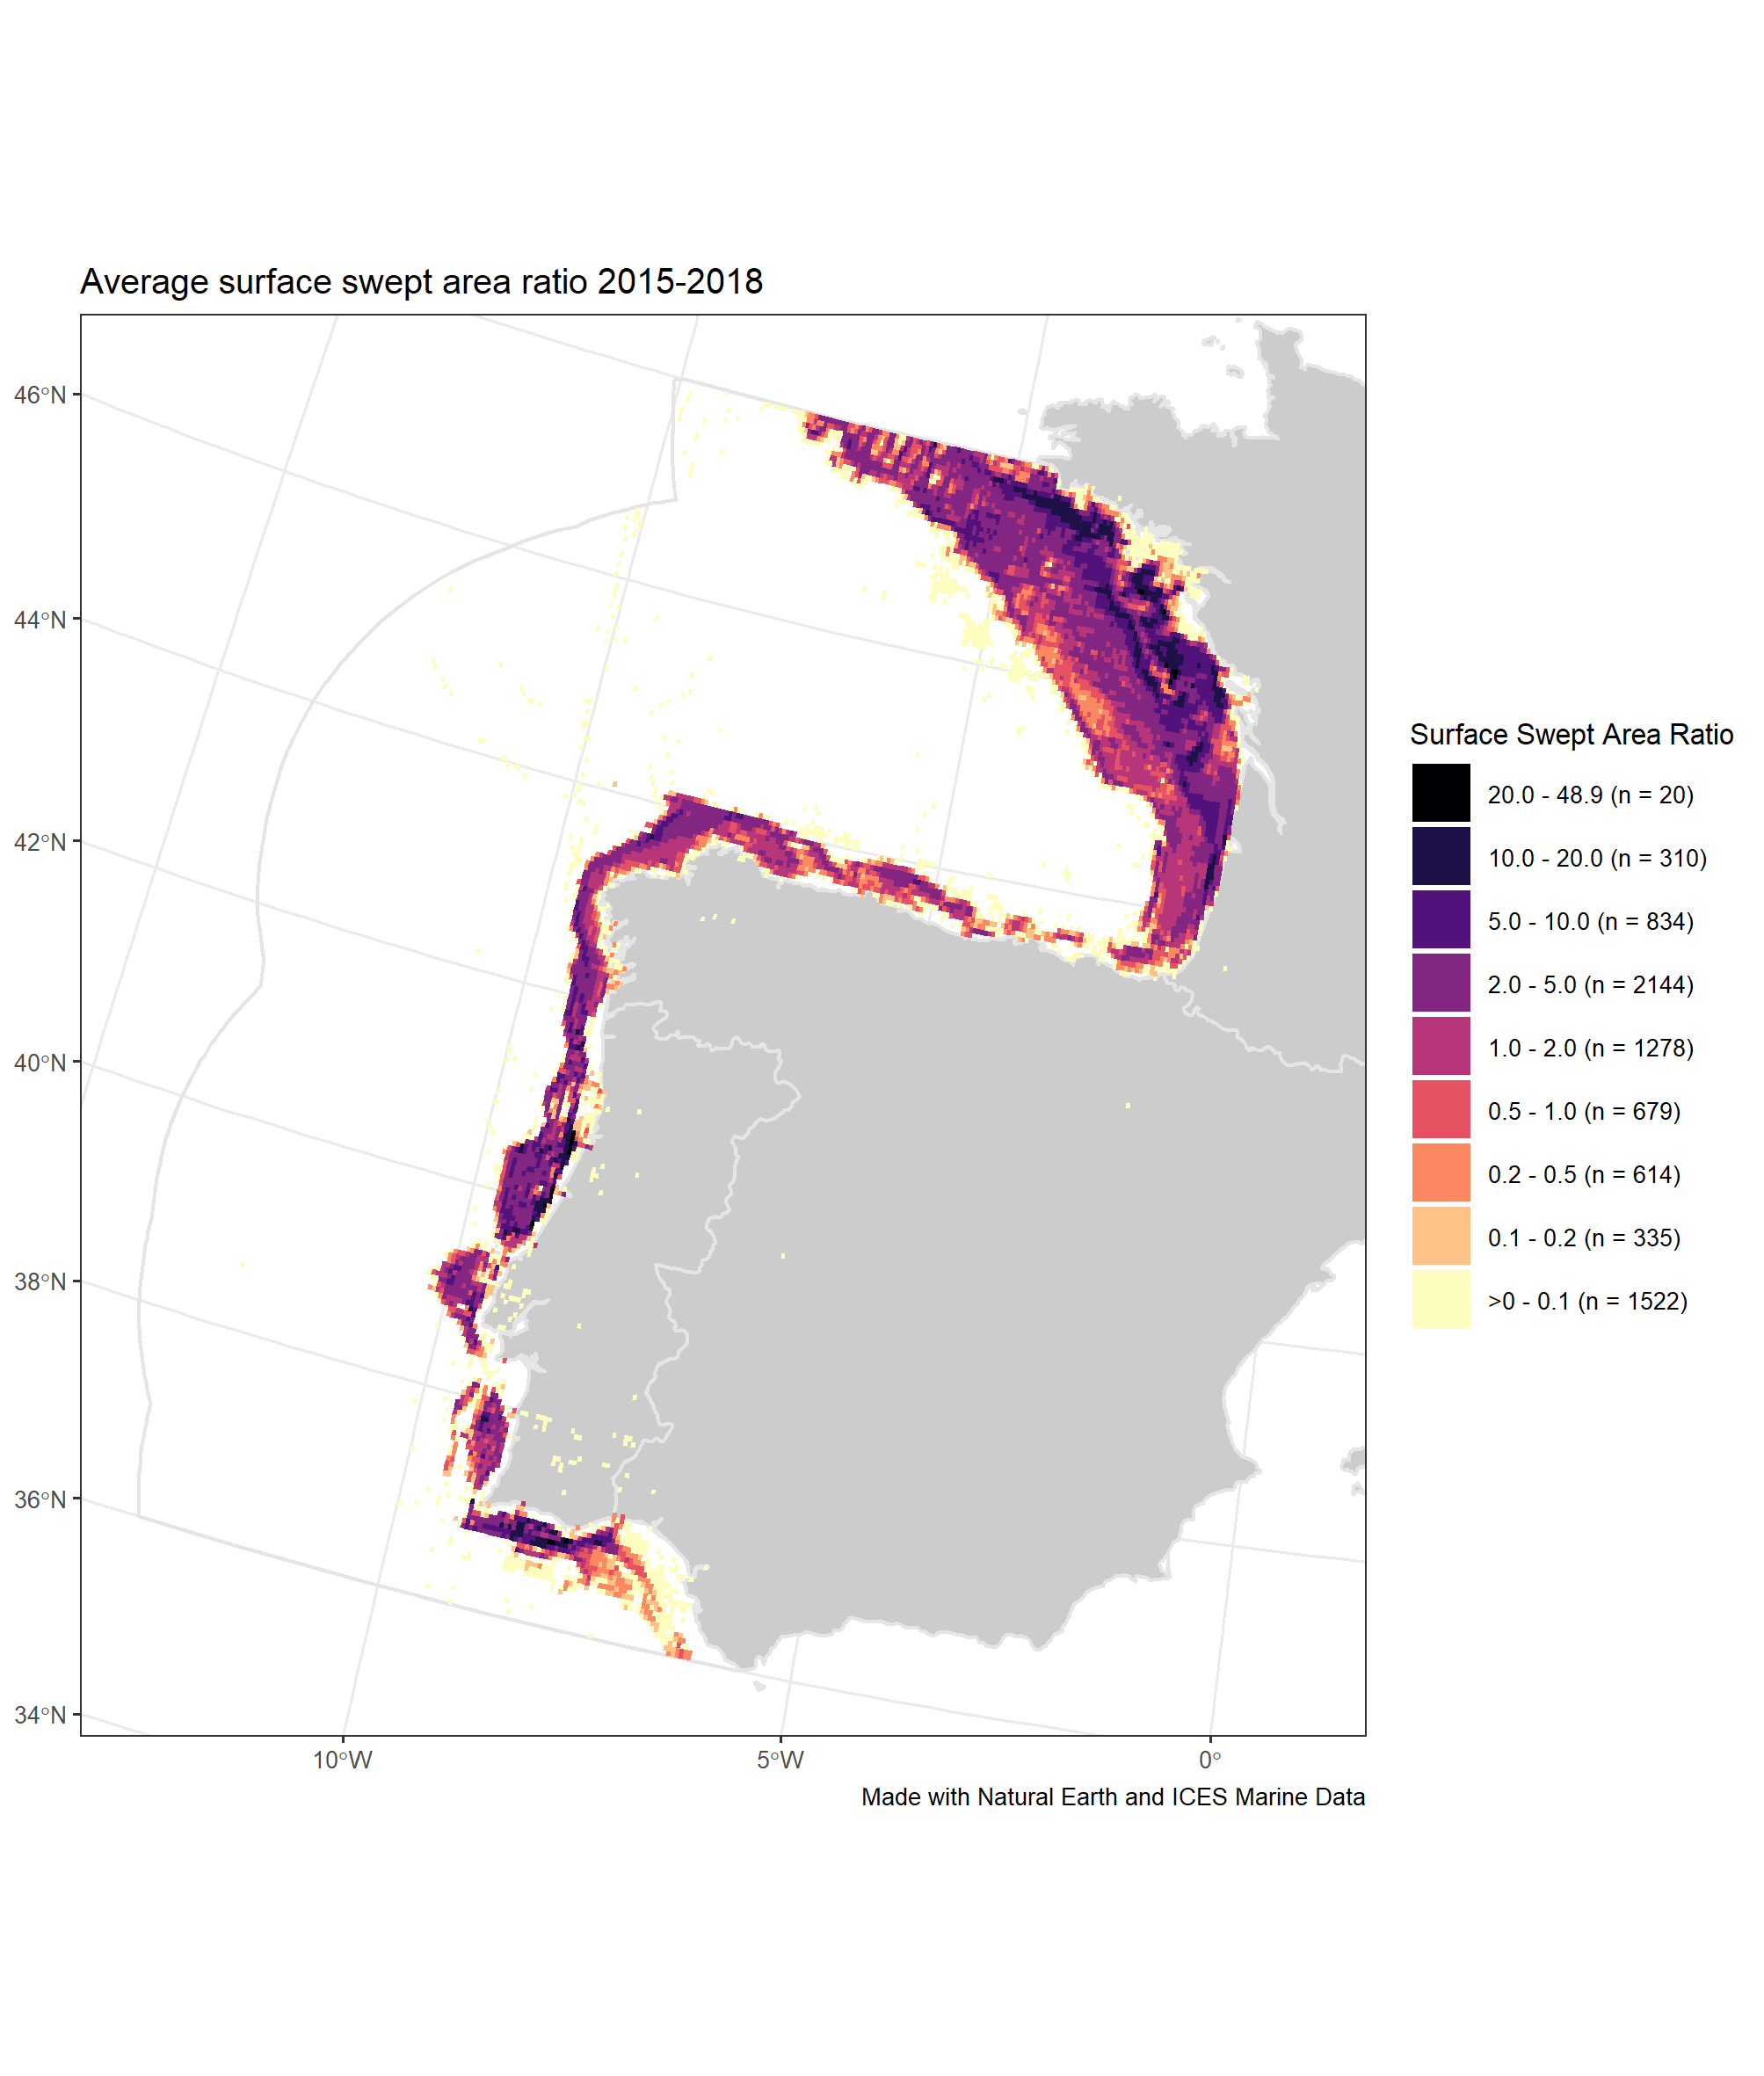 Average surface swept area ratio 2015-2018
46°N
44°N
42°N
40°N
38°N
36°N
34°N
10°W
5°W
0°
Surface Swept Area Ratio
20.0 - 48.9 (n = 20)
10.0 - 20.0 (n = 310)
5.0 - 10.0 (n = 834)
2.0 - 5.0 (n = 2144)
1.0 - 2.0 (n = 1278)
0.5 - 1.0 (n = 679)
0.2 - 0.5 (n = 614)
0.1 - 0.2 (n = 335)
>0 - 0.1 (n = 1522)
Made with Natural Earth and ICES Marine Data